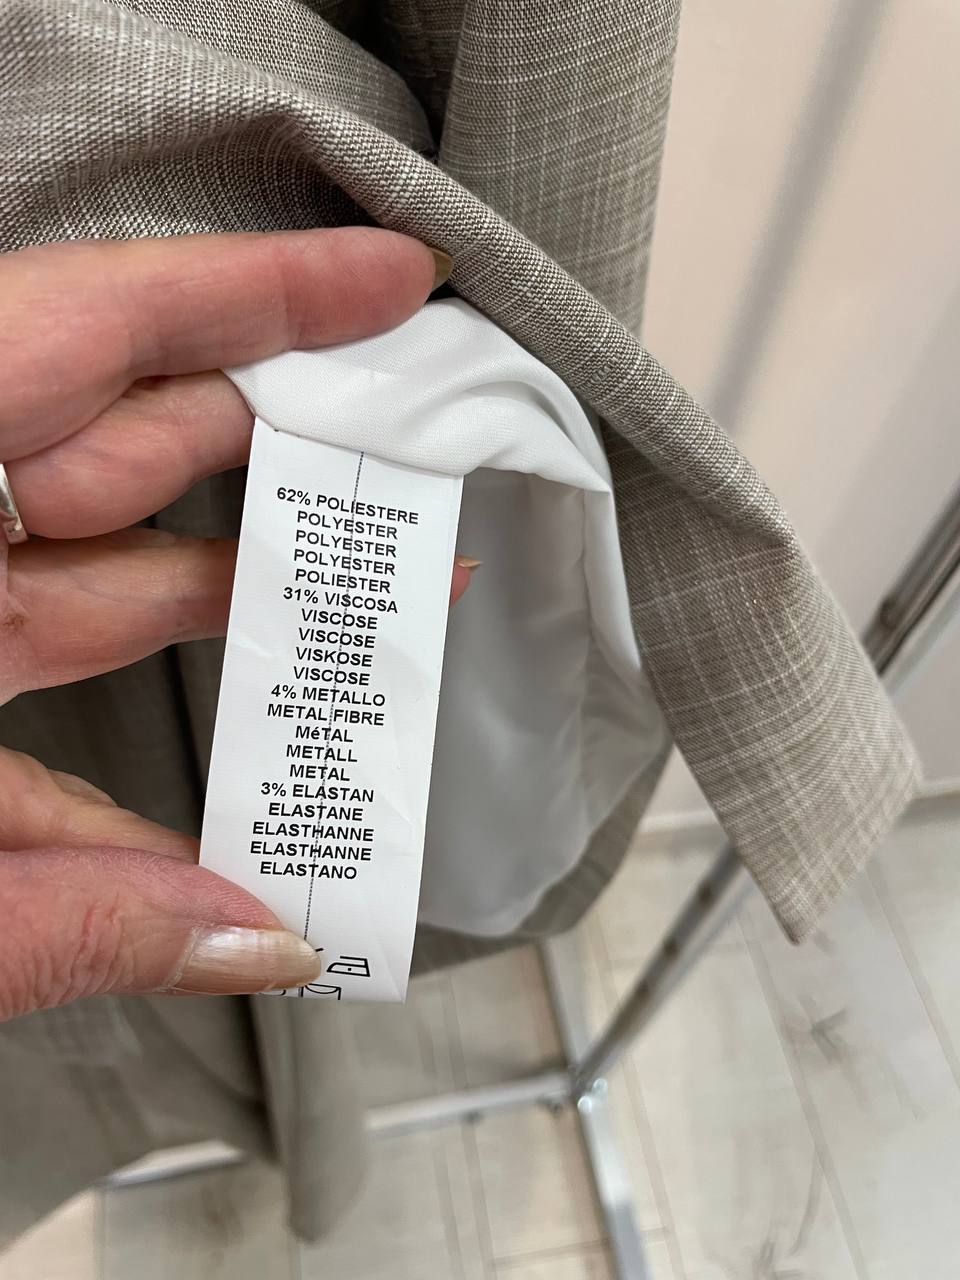 62% POLIESTERE
POLYESTER
POLYESTER
POLYESTER
POLIESTER
31% VISCOSA
VISCOSE
VISCOSE
VISKOSE
VISCOSE
4% METALLO
METAL FIBRE
MéTAL
METALL
METAL
3% ELASTAN
ELASTANE
ELASTHANNE
ELASTHANNE
ELASTANO